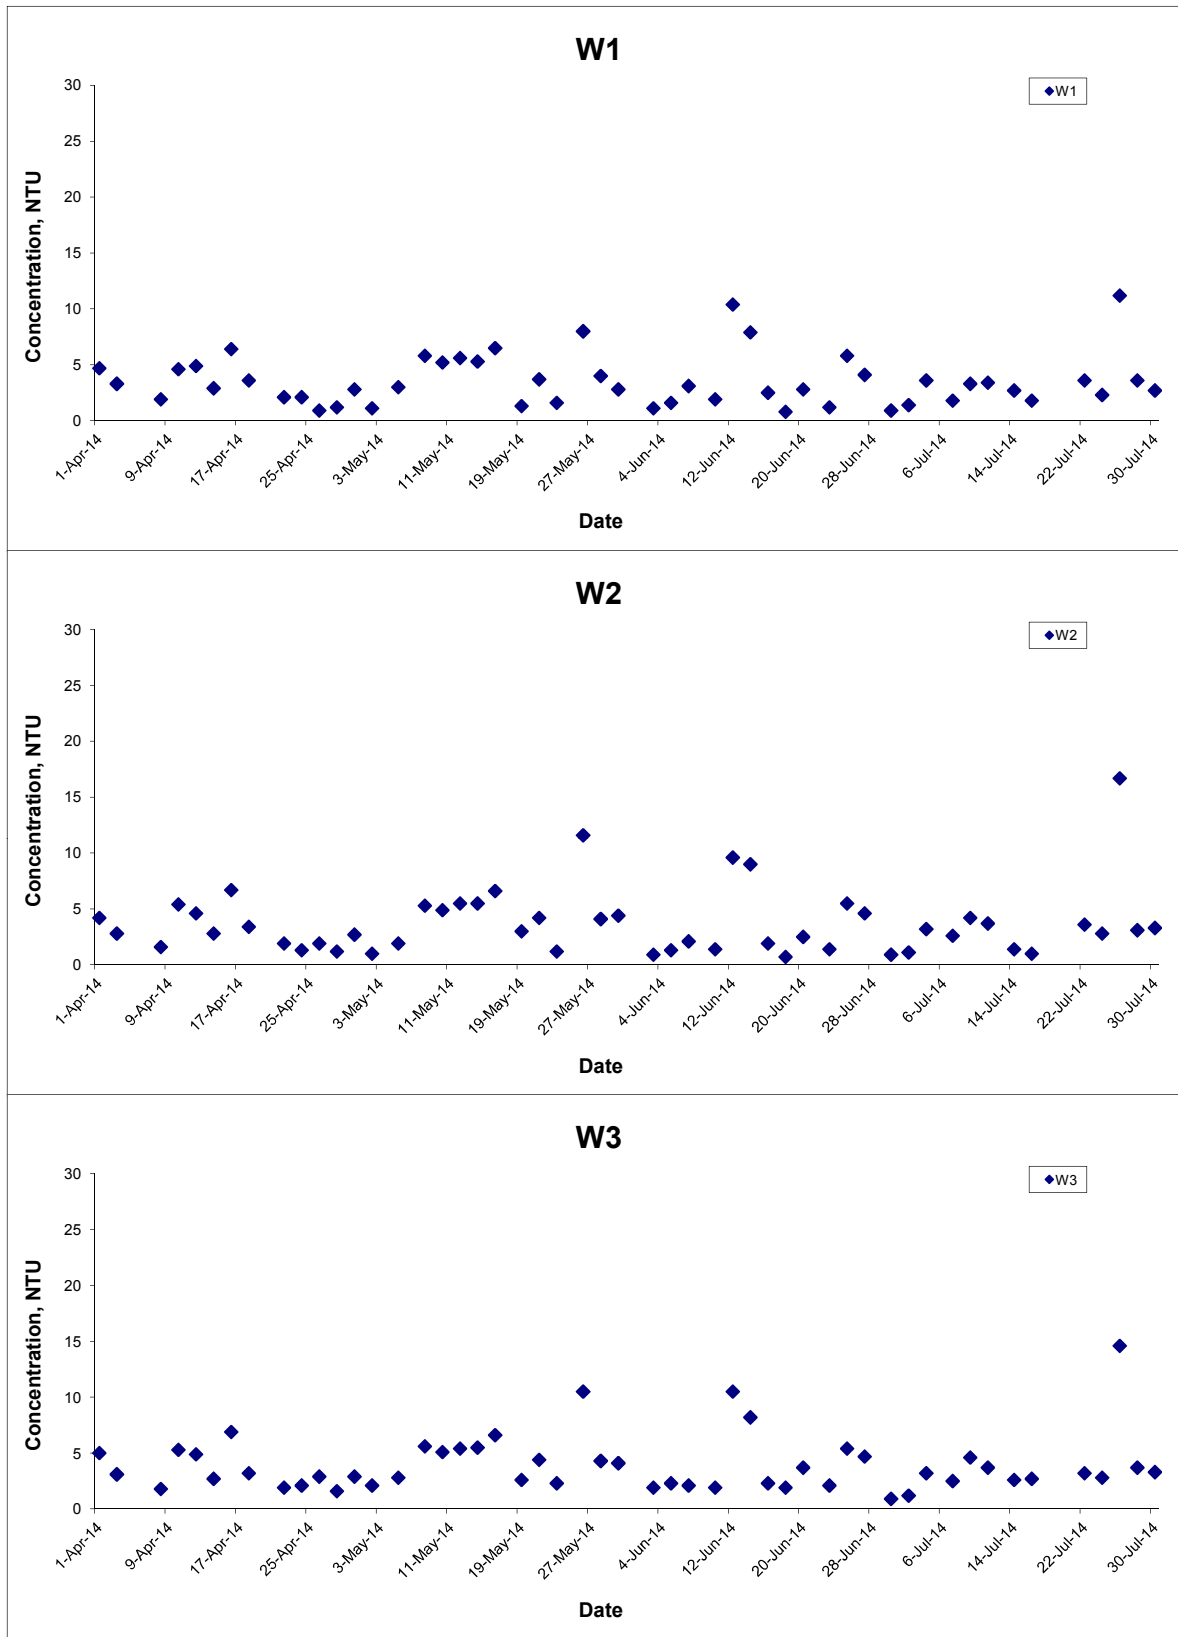 W1
W1
30
25
20
15
10
5
0
Concentration, NTU
1-Apr-14
9-Apr-14
17-Apr-14
25-Apr-14
3-May-14
11-May-14
19-May-14
27-May-14
4-Jun-14
12-Jun-14
20-Jun-14
28-Jun-14
6-Jul-14
14-Jul-14
22-Jul-14
30-Jul-14
Date
W2
W2
30
25
20
15
10
5
0
Concentration, NTU
1-Apr-14
9-Apr-14
17-Apr-14
25-Apr-14
3-May-14
11-May-14
19-May-14
27-May-14
4-Jun-14
12-Jun-14
20-Jun-14
28-Jun-14
6-Jul-14
14-Jul-14
22-Jul-14
30-Jul-14
Date
W3
W3
30
25
20
15
10
5
0
Concentration, NTU
1-Apr-14
9-Apr-14
17-Apr-14
25-Apr-14
3-May-14
11-May-14
19-May-14
27-May-14
4-Jun-14
12-Jun-14
20-Jun-14
28-Jun-14
6-Jul-14
14-Jul-14
22-Jul-14
30-Jul-14
Date